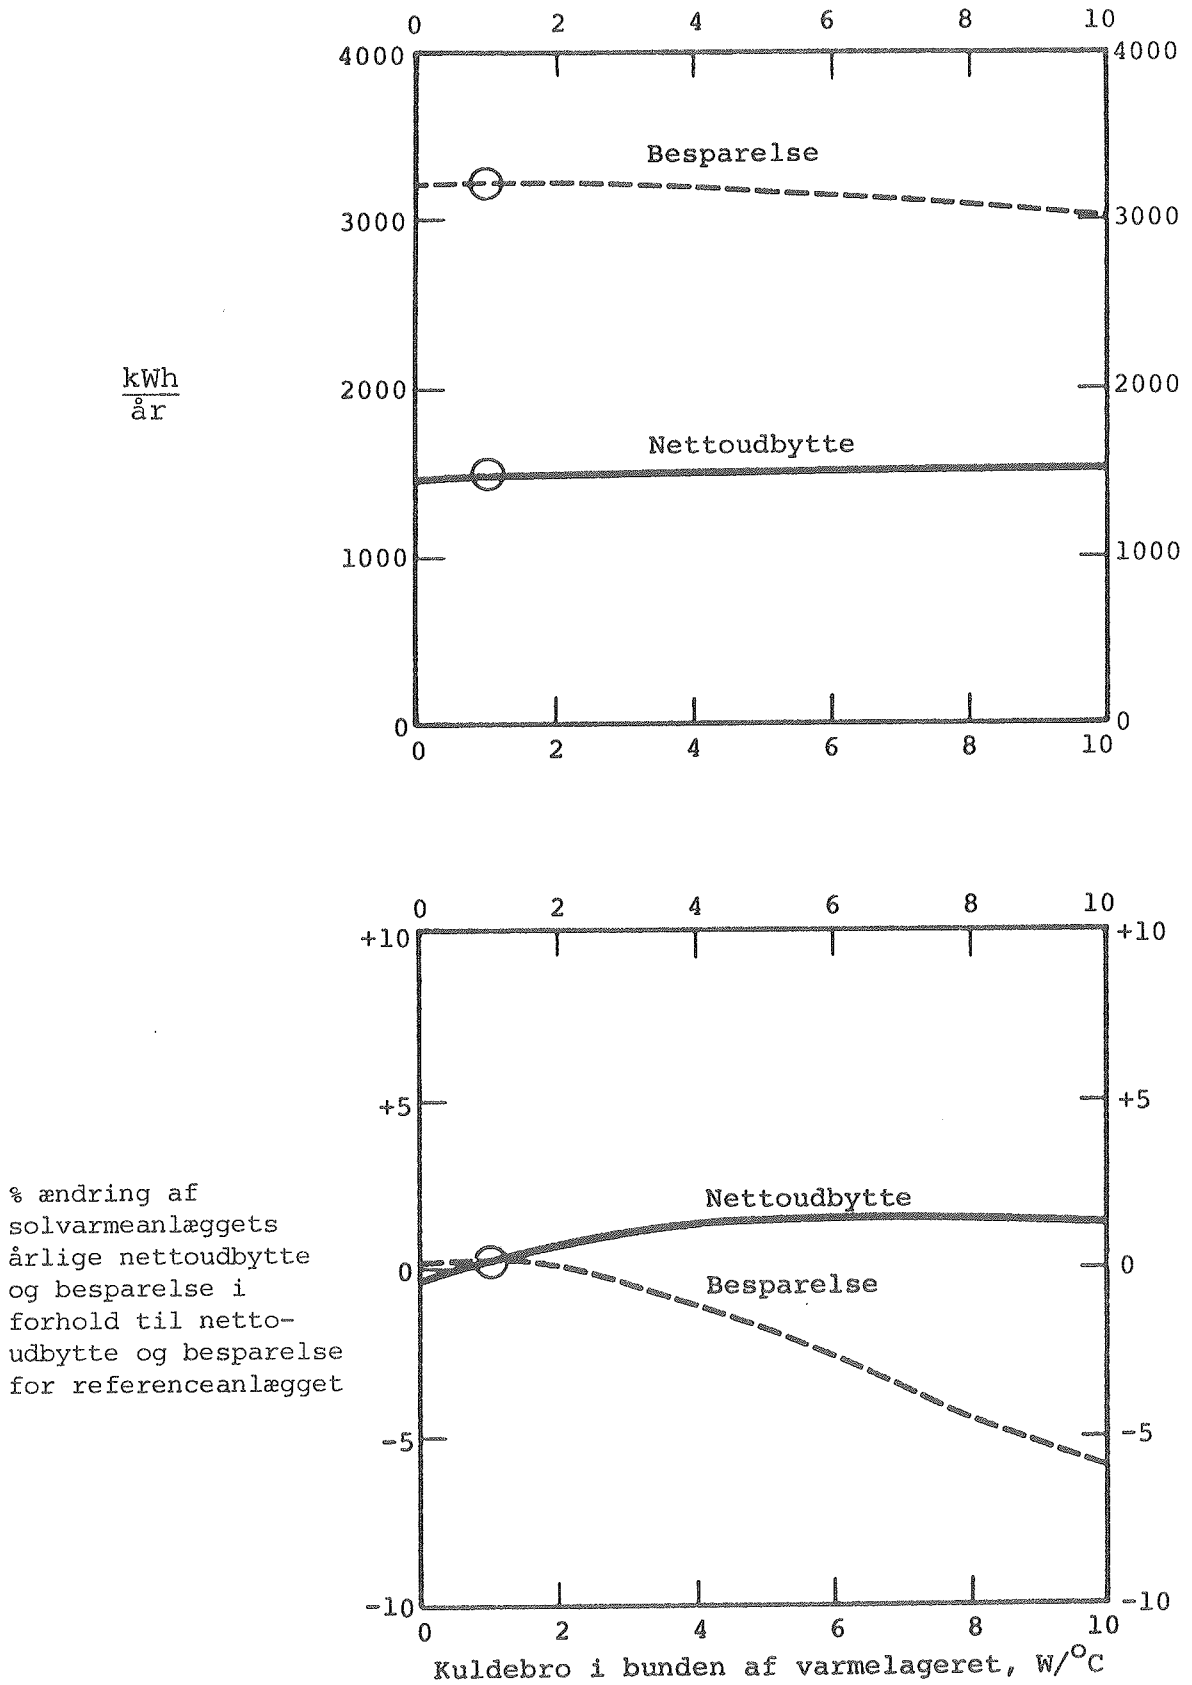 0 2 4 6 8 10
4000 4000
Besparelse
3000 3000
kWh
år
2000 2000
Nettoudbytte
1000 1000
0 0
0 2 4 6 8 10
0 2 4 6 8 10
+10 +10
+5 +5
% ændring af
solvarmeanlæggets
årlige nettoudbytte
og besparelse i
forhold til netto-
udbytte og besparelse
for referenceanlægget
Nettoudbytte
0 0
Besparelse
-5 -5
-10 -10
0 2 4 6 8 10
Kuldebro i bunden af varmelageret, W/°C